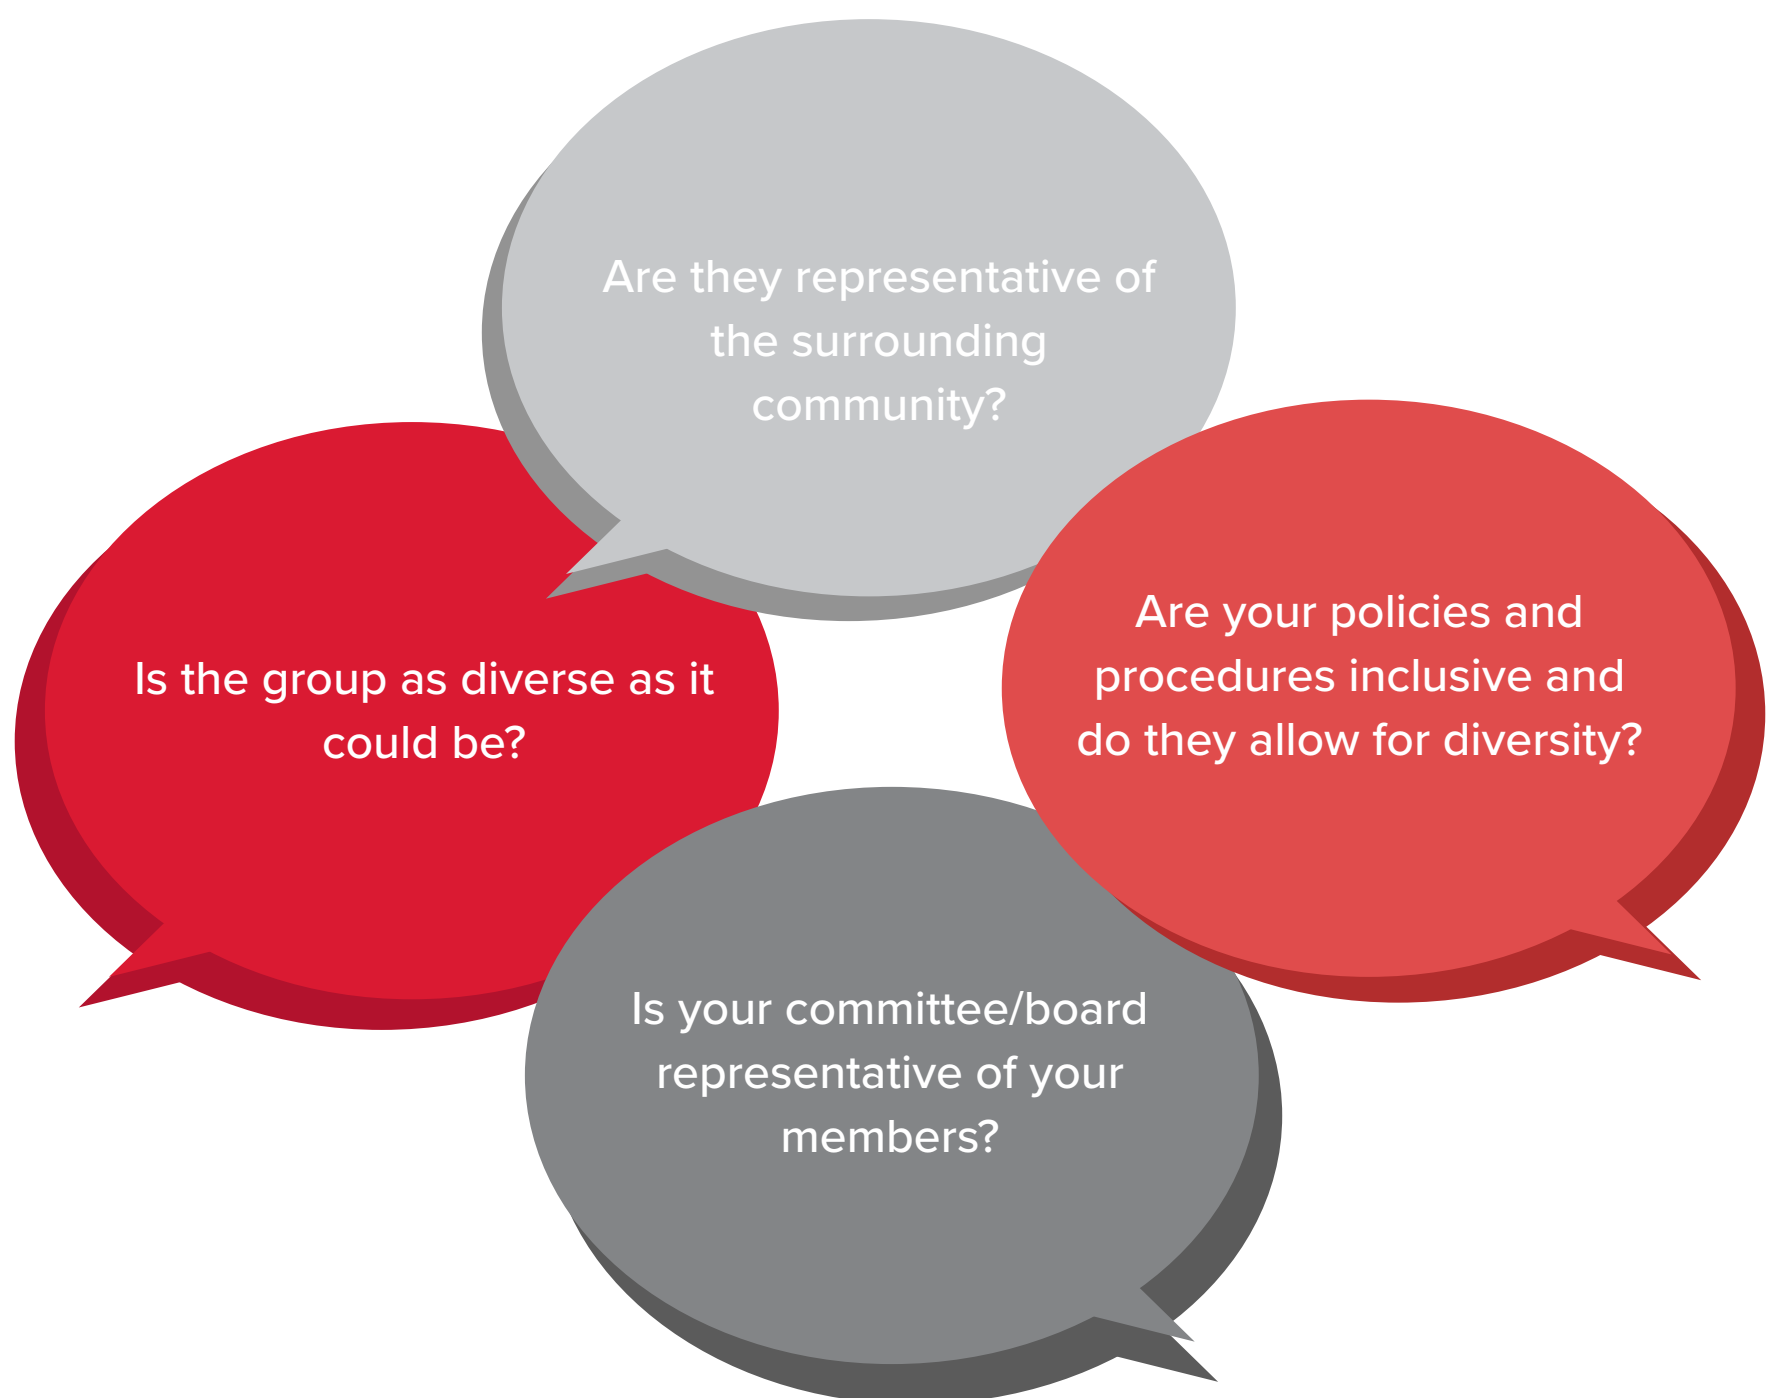 Are they representative of
the surrounding
community?
Is the group as diverse as it
could be?
Are your policies and
procedures inclusive and
do they allow for diversity?
Is your committee/board
representative of your
members?